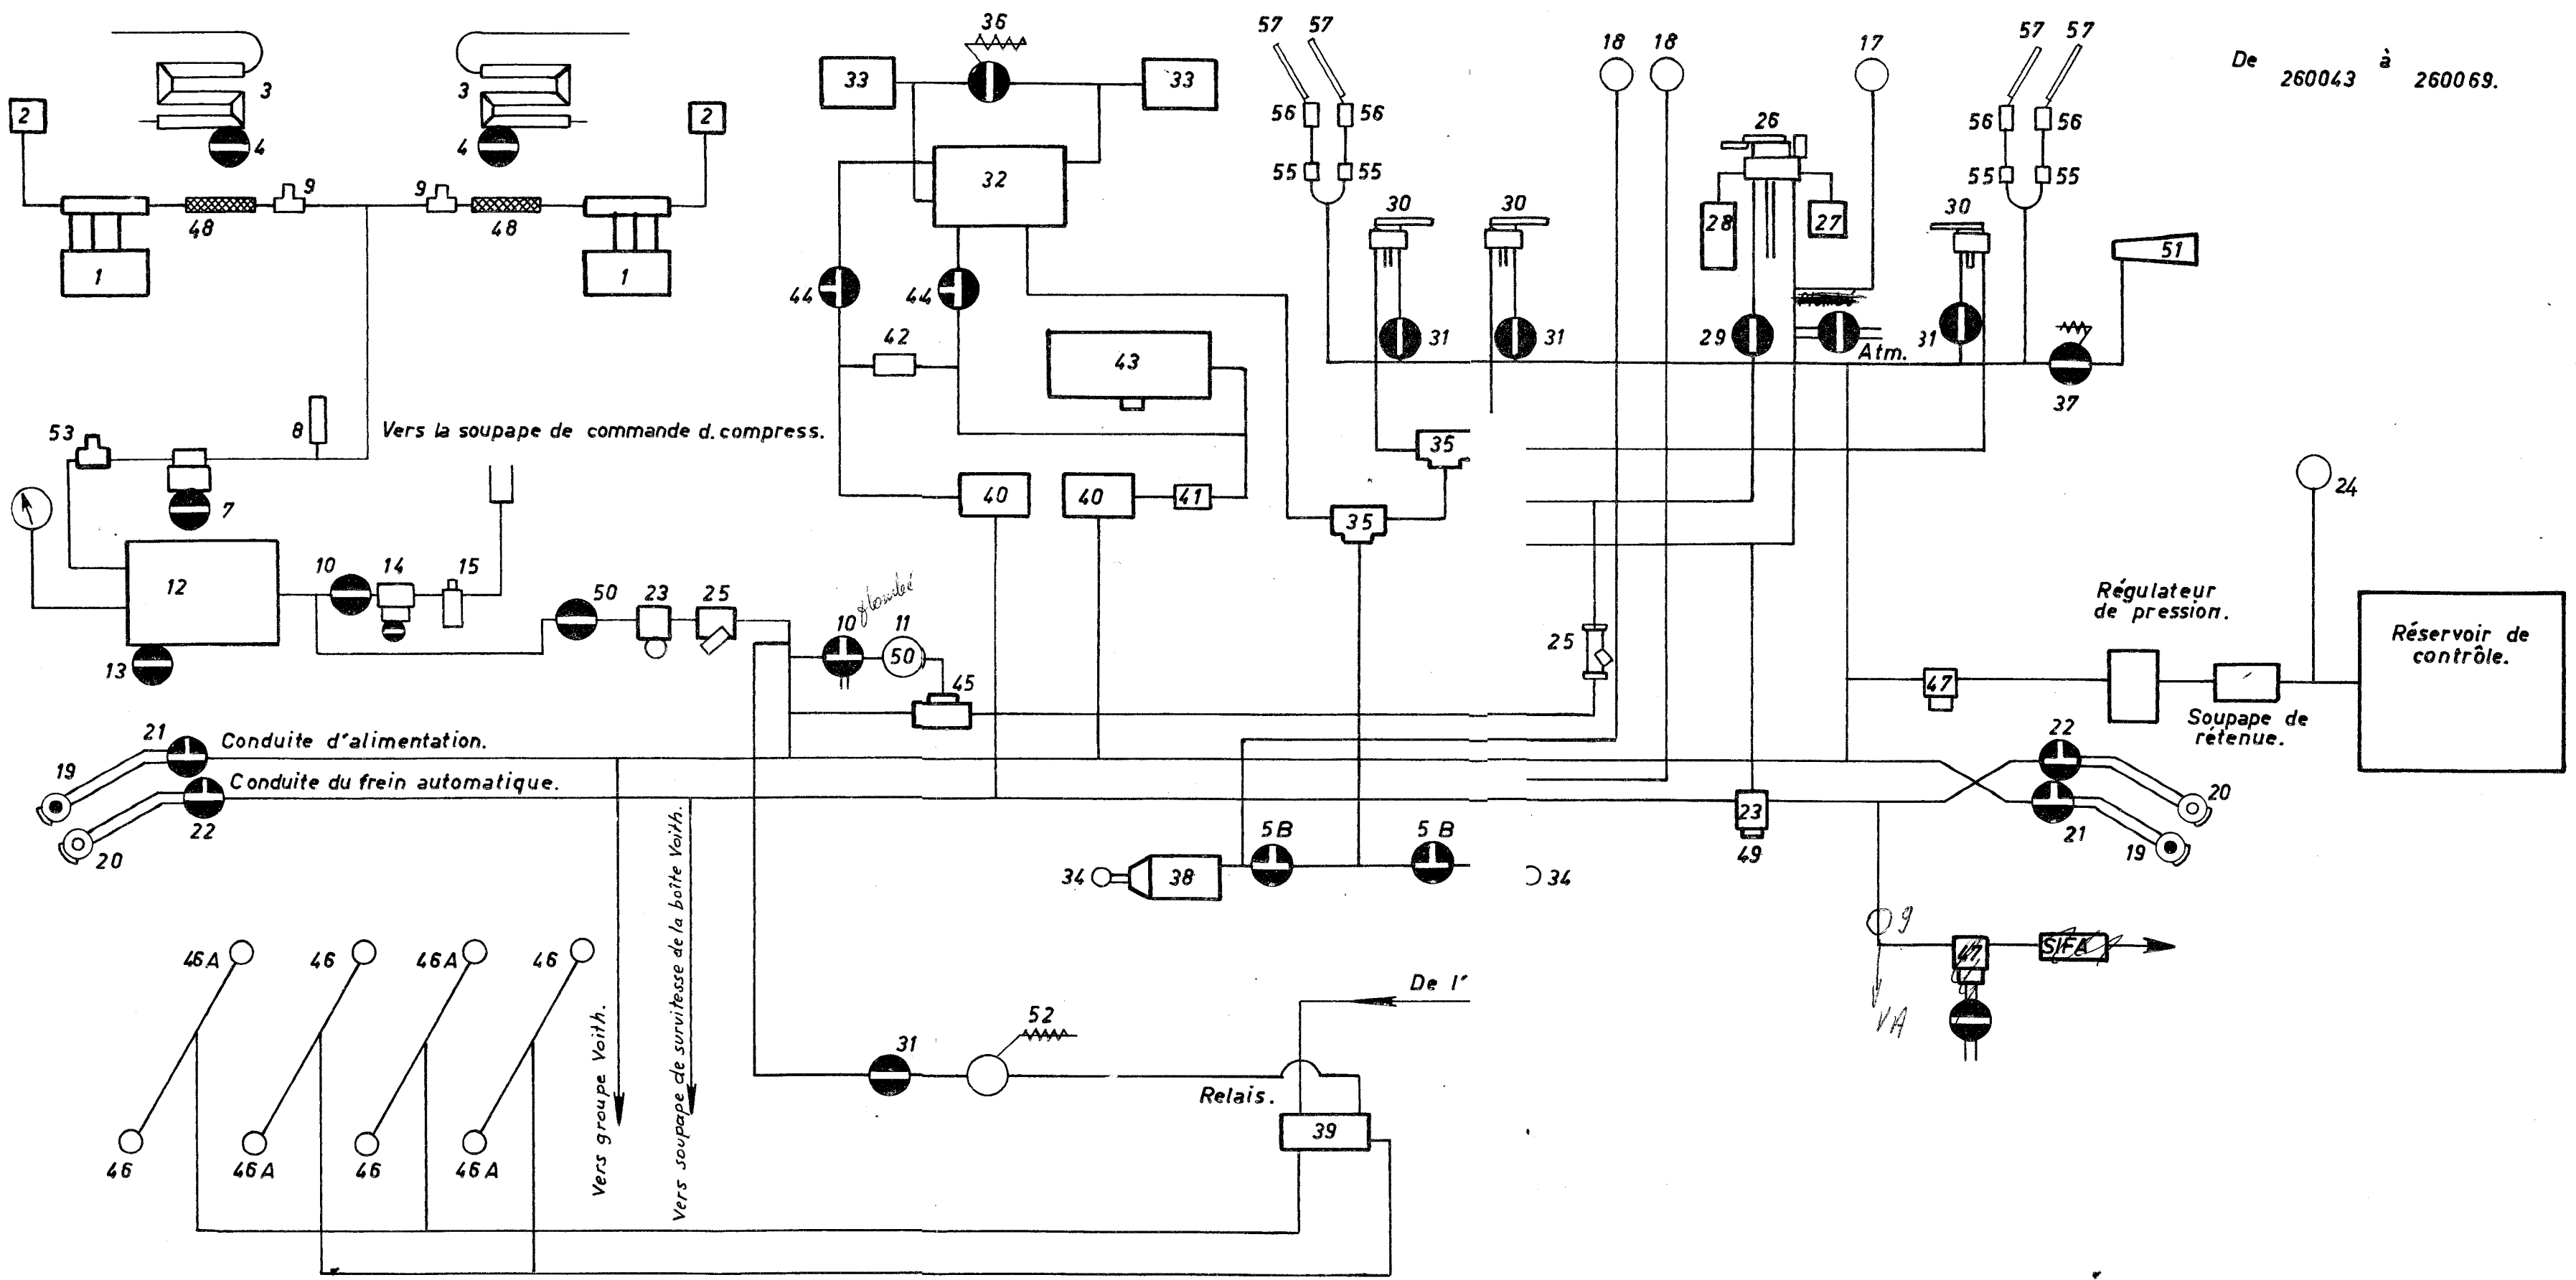 36
57 57
18 18
17
57 57
De 260043 à 260069.
3 3
33 33
2 2
4 4
56 56
55 55
26
56 56
55 55
9 9
48 48
32
30 30
28 27
30
51
1 1
44 44
42
43
31 31
29
Atm.
31
37
53
8
Vers la soupape de commande d. compress.
7
40 40 41
35
35
24
12
10 14 15
13
50 23 25
10 11
50
45
25
Régulateur
de pression.
Réservoir de
contrôle.
47
Soupape de
rétenue.
21
Conduite d'alimentation.
19
Conduite du frein automatique.
22
20
22
20
21
19
23
49
5B 5B
34 38 34
Vers groupe Voith.
Vers soupape de survitesse de la boîte Voith.
46A 46 46A 46
9
47 SIFA
VA
De l'
52
31
Relais.
39
46 46A 46 46A